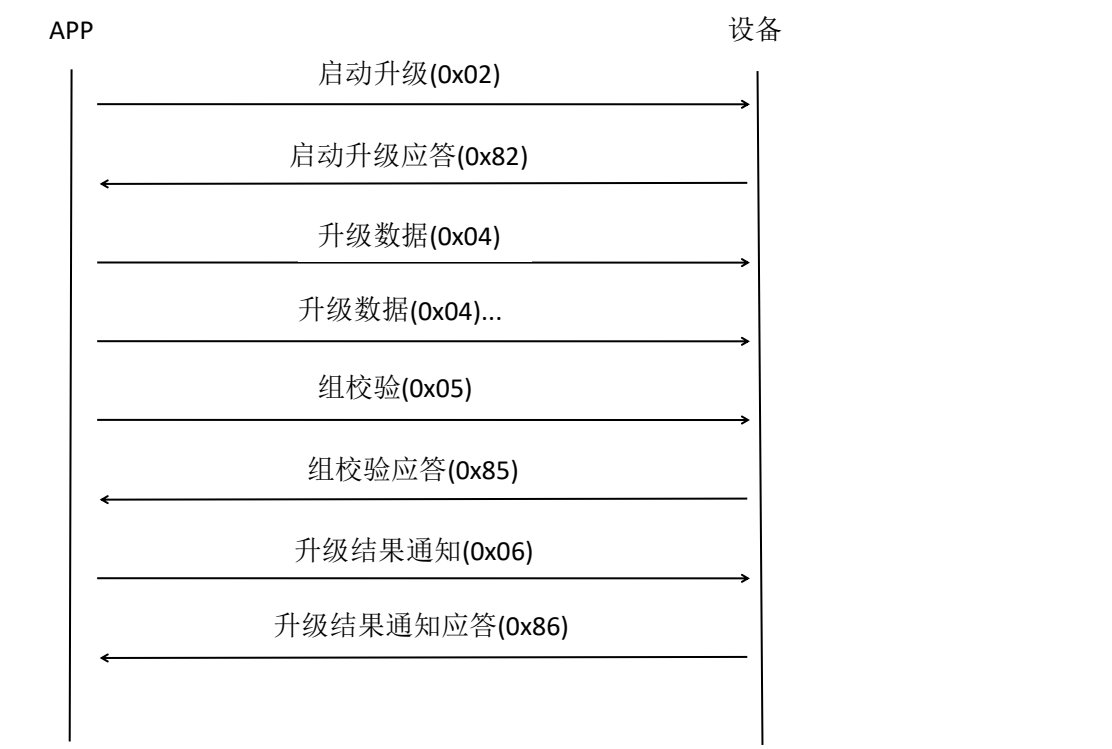 APP
设备
启动升级(0x02)
启动升级应答(0x82)
升级数据(0x04)
升级数据(0x04)...
组校验(0x05)
组校验应答(0x85)
升级结果通知(0x06)
升级结果通知应答(0x86)